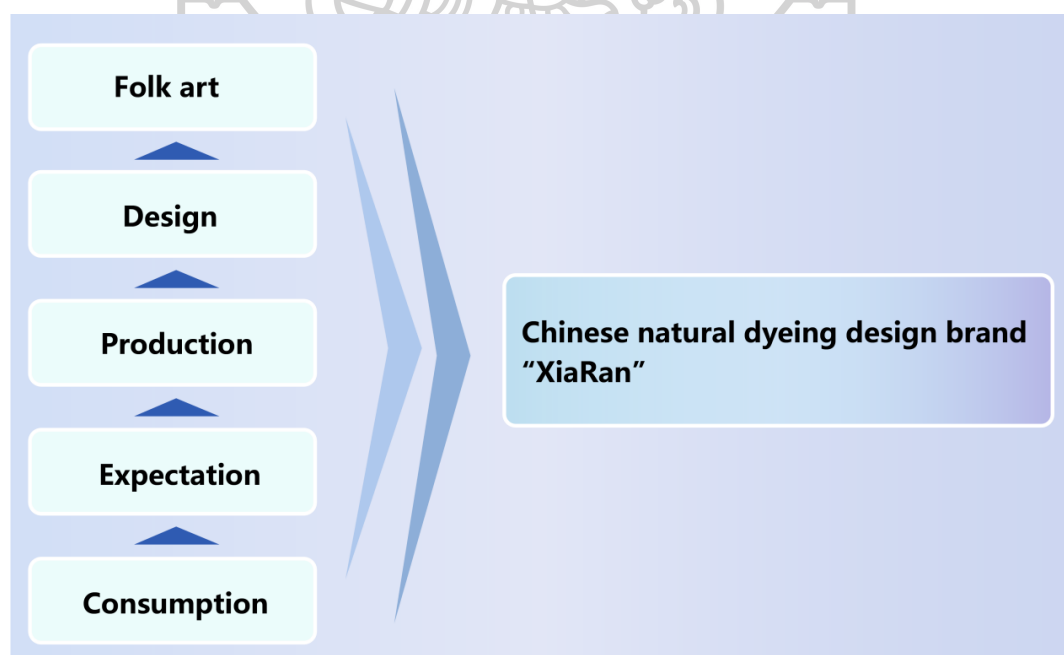 Folk art
Design
Production
Expectation
Consumption
Chinese natural dyeing design brand
“XiaRan”